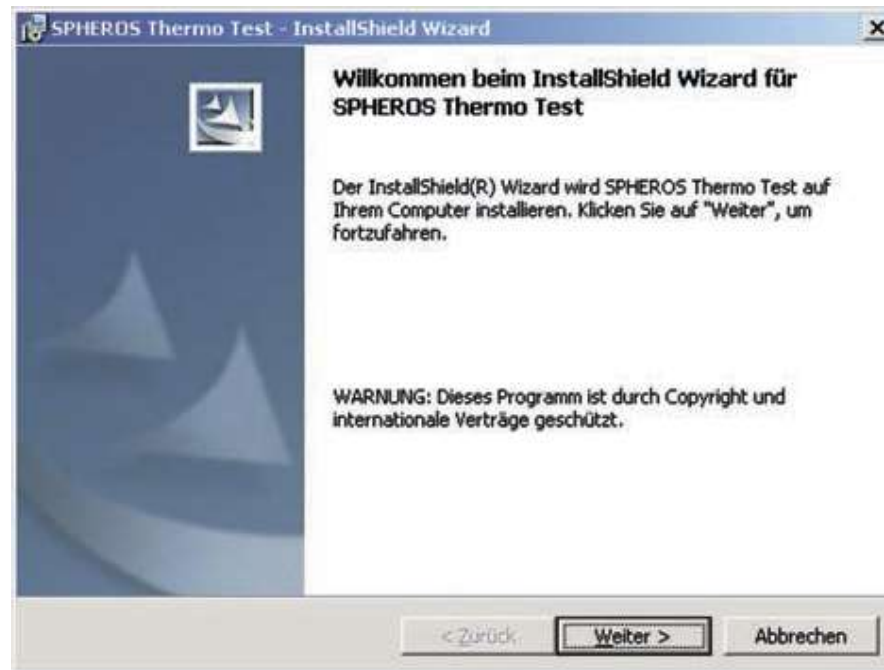 SPHEROS Thermo Test - InstallShield Wizard
Willkommen beim InstallShield Wizard für
SPHEROS Thermo Test
Der InstallShield(R) Wizard wird SPHEROS Thermo Test auf
Ihrem Computer installieren. Klicken Sie auf "Weiter", um
fortzufahren.
WARNUNG: Dieses Programm ist durch Copyright und
internationale Verträge geschützt.
< Zurück
Weiter >
Abbrechen